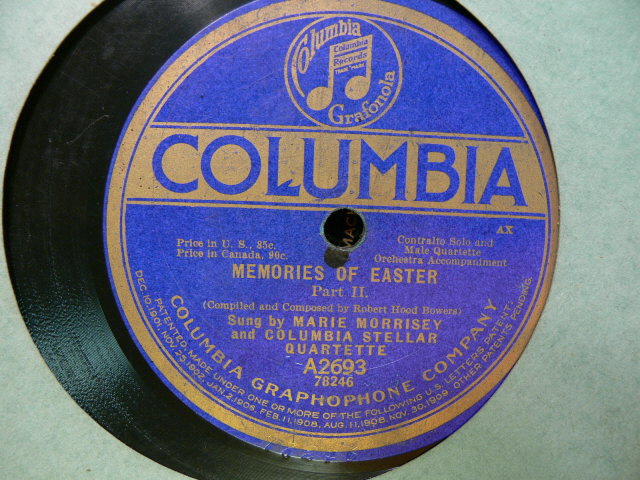 Columbia
Columbia
Records
TRADE MARK
Grafonola
COLUMBIA
AX
Price in U. S., 85c.
Price in Canada, 90c.
Contralto Solo and
Male Quartette
Orchestra Accompaniment
MEMORIES OF EASTER
Part II.
(Compiled and Composed by Robert Hood Bowers)
Sung by MARIE MORRISEY
and COLUMBIA STELLAR
QUARTETTE
A2693
78246
COLUMBIA GRAPHOPHONE COMPANY
PATENTED, MADE UNDER ONE OR MORE OF THE FOLLOWING U.S. LETTERS PATENT:
DEC.10,1901, NOV.25,1902, JAN.2,1906, FEB.11,1908, AUG.11,1908, NOV.30,1909. OTHER PATENTS PENDING.